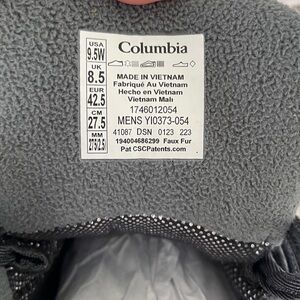 Columbia
USA
9.5W
UK
8.5
EUR
42.5
CM
27.5
MM
275/2.5
MADE IN VIETNAM
Fabriqué Au Vietnam
Hecho en Vietnam
Vietnam Malı
1746012054
MENS YI0373-054
41087 DSN 0123 223
194004686299 Faux Fur
Pat CSCPatents.com